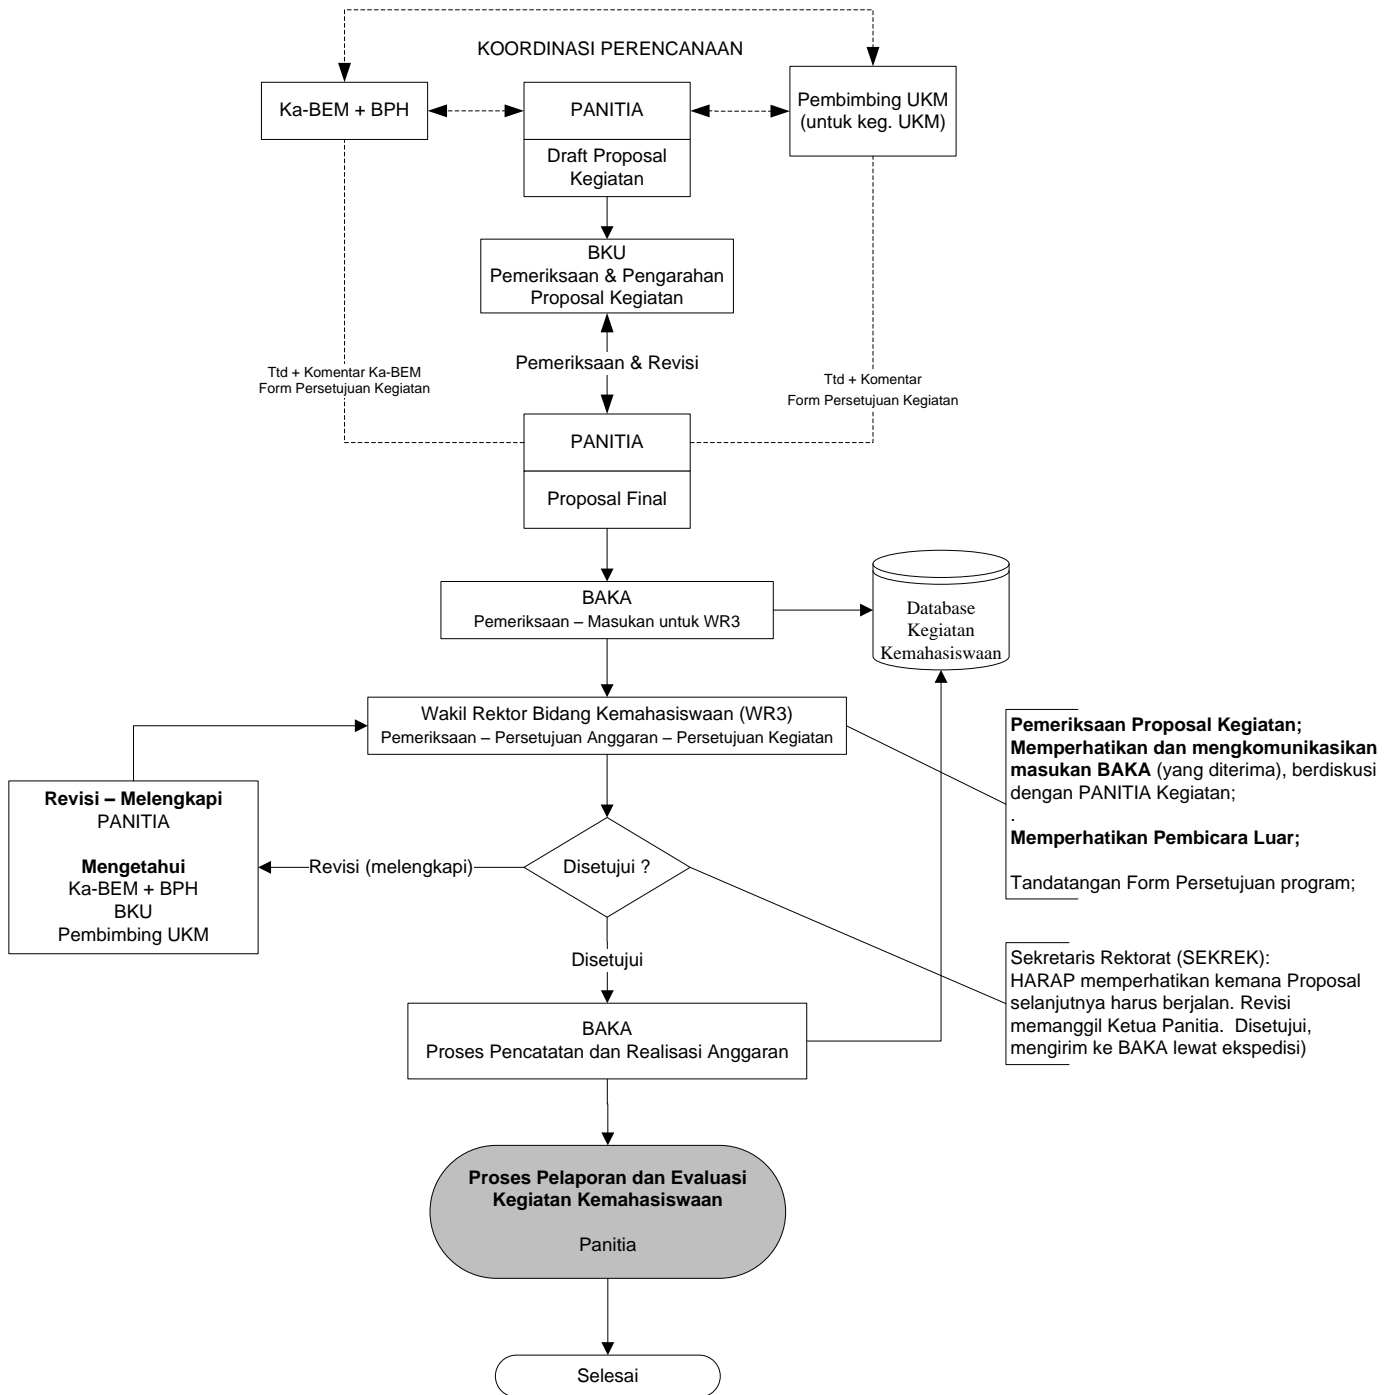 KOORDINASI PERENCANAAN
Ka-BEM + BPH
PANITIA
Pembimbing UKM
(untuk keg. UKM)
Draft Proposal
Kegiatan
BKU
Pemeriksaan & Pengarahan
Proposal Kegiatan
Pemeriksaan & Revisi
Ttd + Komentar Ka-BEM
Form Persetujuan Kegiatan
Ttd + Komentar
Form Persetujuan Kegiatan
PANITIA
Proposal Final
BAKA
Pemeriksaan – Masukan untuk WR3
Database
Kegiatan
Kemahasiswaan
Wakil Rektor Bidang Kemahasiswaan (WR3)
Pemeriksaan – Persetujuan Anggaran – Persetujuan Kegiatan
Pemeriksaan Proposal Kegiatan;
Memperhatikan dan mengkomunikasikan
masukan BAKA (yang diterima), berdiskusi
dengan PANITIA Kegiatan;
.
Memperhatikan Pembicara Luar;
Tandatangan Form Persetujuan program;
Revisi – Melengkapi
PANITIA
Mengetahui
Ka-BEM + BPH
BKU
Pembimbing UKM
Revisi (melengkapi)
Disetujui ?
Disetujui
Sekretaris Rektorat (SEKREK):
HARAP memperhatikan kemana Proposal
selanjutnya harus berjalan. Revisi
memanggil Ketua Panitia.  Disetujui,
mengirim ke BAKA lewat ekspedisi)
BAKA
Proses Pencatatan dan Realisasi Anggaran
Proses Pelaporan dan Evaluasi
Kegiatan Kemahasiswaan
Panitia
Selesai